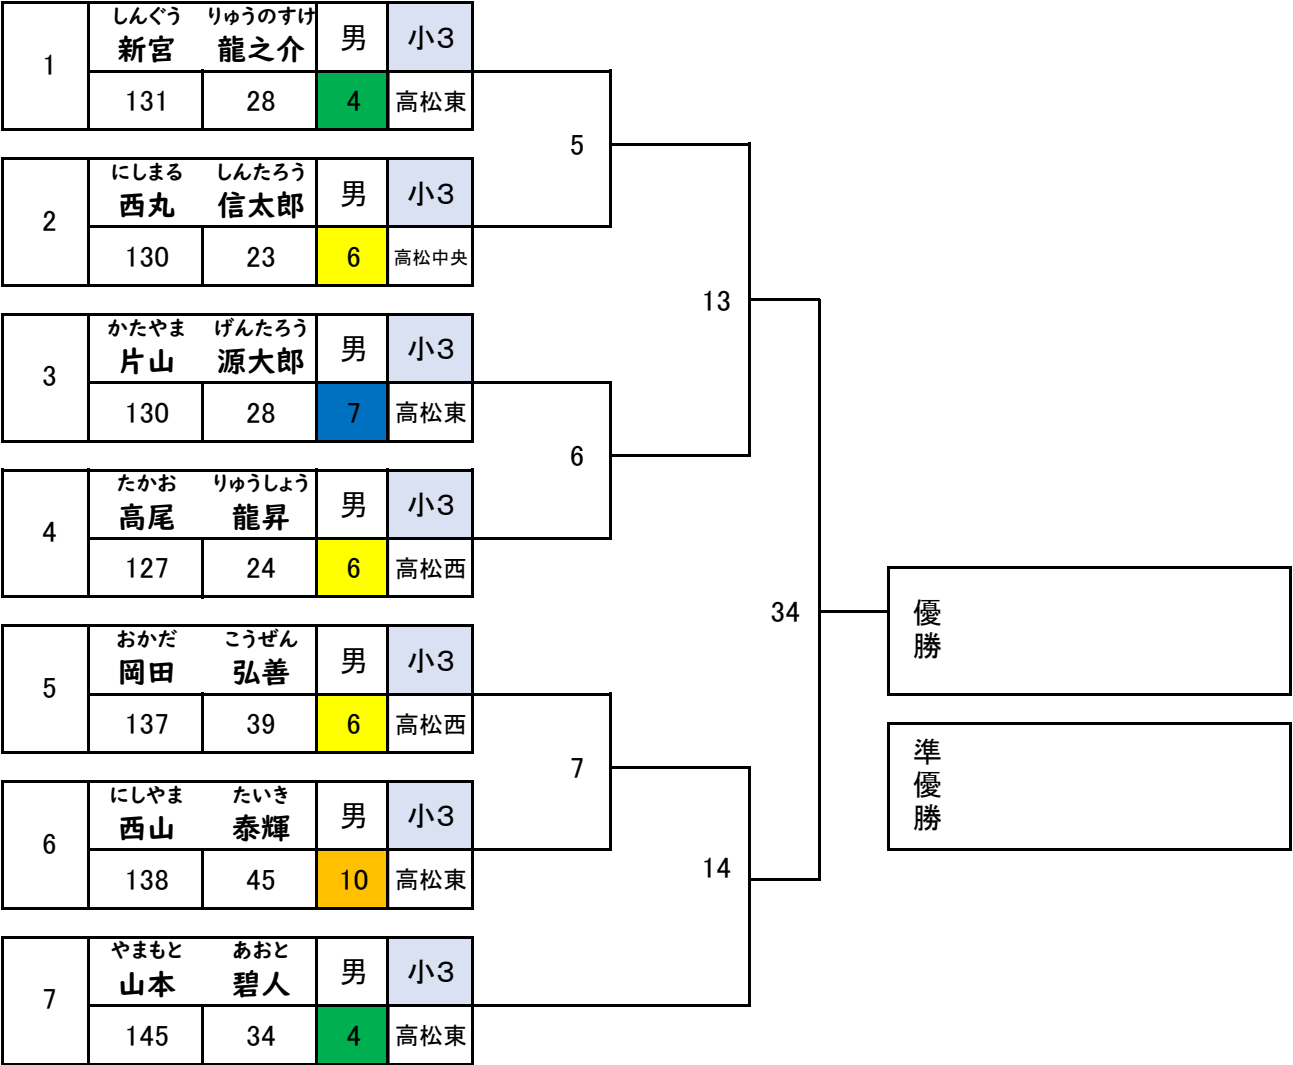 1
しんぐう りゅうのすけ
新宮 龍之介
男
小3
131
28
4
高松東
2
にしまる しんたろう
西丸 信太郎
男
小3
130
23
6
高松中央
3
かたやま げんたろう
片山 源大郎
男
小3
130
28
7
高松東
4
たかお りゅうしょう
高尾 龍昇
男
小3
127
24
6
高松西
5
おかだ こうぜん
岡田 弘善
男
小3
137
39
6
高松西
6
にしやま たいき
西山 泰輝
男
小3
138
45
10
高松東
7
やまもと あおと
山本 碧人
男
小3
145
34
4
高松東
5
6
7
13
14
34
優勝
準優勝